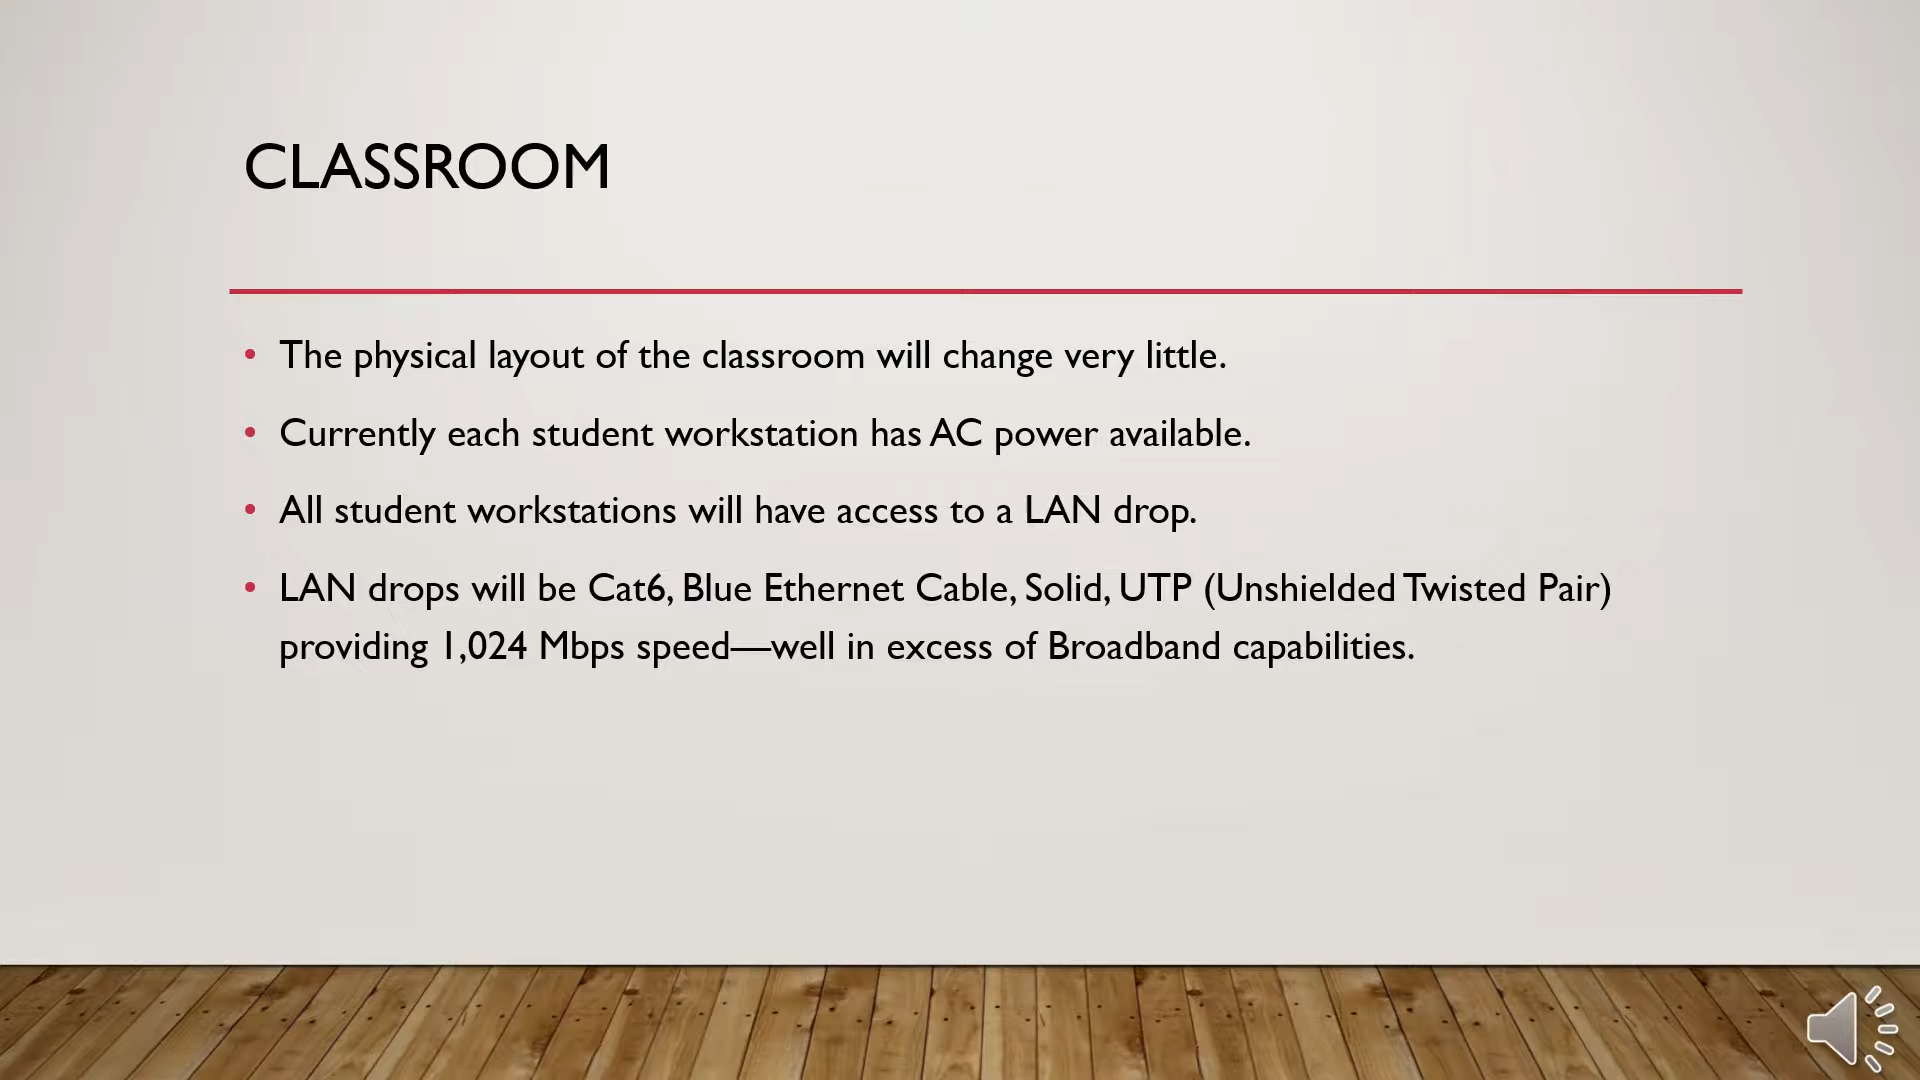 CLASSROOM
• The physical layout of the classroom will change very little.
• Currently each student workstation has AC power available.
• All student workstations will have access to a LAN drop.
• LAN drops will be Cat6, Blue Ethernet Cable, Solid, UTP (Unshielded Twisted Pair)
providing 1,024 Mbps speed—well in excess of Broadband capabilities.